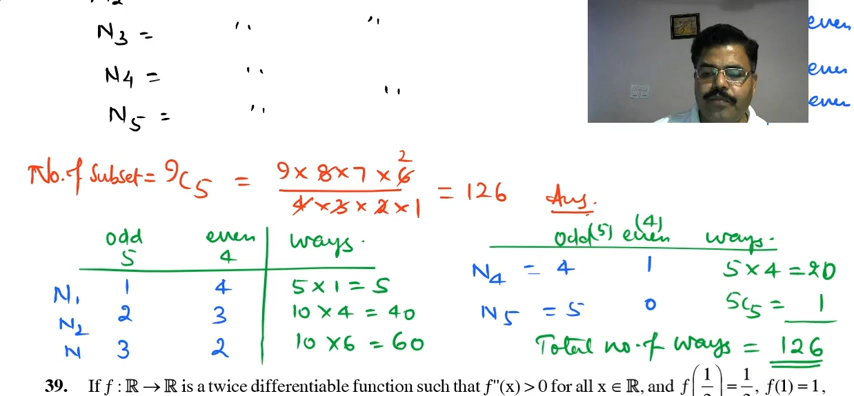 N3 = " " even
N4 = " " even
N5 = " even
No. of subset = 9C5 = (9 × 8 × 7 × 6 2) / (4 × 3 × 2 × 1) = 126 Ans.
odd 5 even 4 ways.
N1 1 4 5 × 1 = 5
N2 2 3 10 × 4 = 40
N 3 2 10 × 6 = 60
odd (5) even (4) ways.
N4 = 4 1 5 × 4 = 20
N5 = 5 0 5C5 = 1
Total no. of ways = 126
39. If f : ℝ → ℝ is a twice differentiable function such that f''(x) > 0 for all x ∈ ℝ, and f(1/2) = 1/2, f(1) = 1,